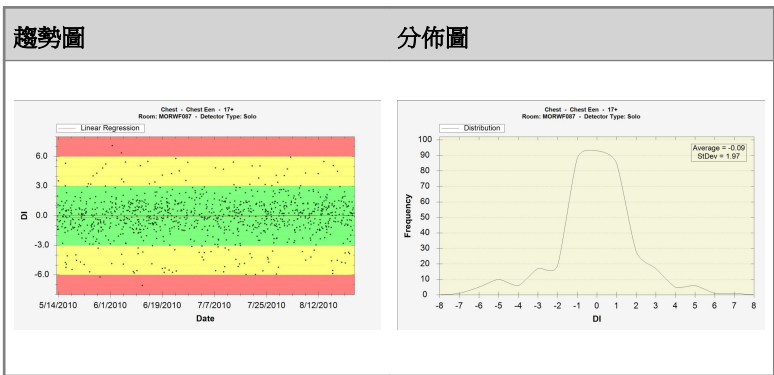 趨勢圖
分佈圖
Chest - Chest Een - 17+
Room: MORWF087 - Detector Type: Solo
Linear Regression
6.0
3.0
0.0
-3.0
-6.0
DI
5/14/2010 6/1/2010 6/19/2010 7/7/2010 7/25/2010 8/12/2010
Date
Chest - Chest Een - 17+
Room: MORWF087 - Detector Type: Solo
Distribution
Average = -0.09
StDev = 1.97
100
90
80
70
60
50
40
30
20
10
0
Frequency
-8 -7 -6 -5 -4 -3 -2 -1 0 1 2 3 4 5 6 7 8
DI